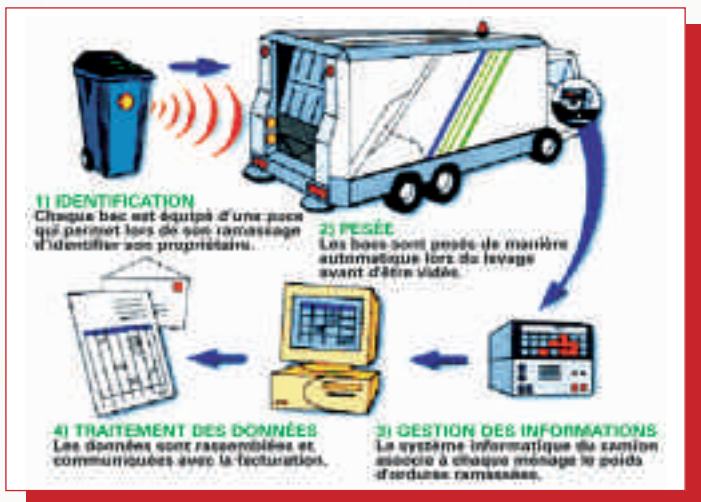 1) IDENTIFICATION
Chaque bac est équipé d'une puce
qui permet lors de son ramassage
d'identifier son propriétaire.
2) PESÉE
Les bacs sont pesés de manière
automatique lors du levage
avant d'être vidés.
3) GESTION DES INFORMATIONS
Le système informatique du camion
associe à chaque ménage le poids
d'ordures ramassées.
4) TRAITEMENT DES DONNÉES
Les données sont rassemblées et
communiquées avec la facturation.